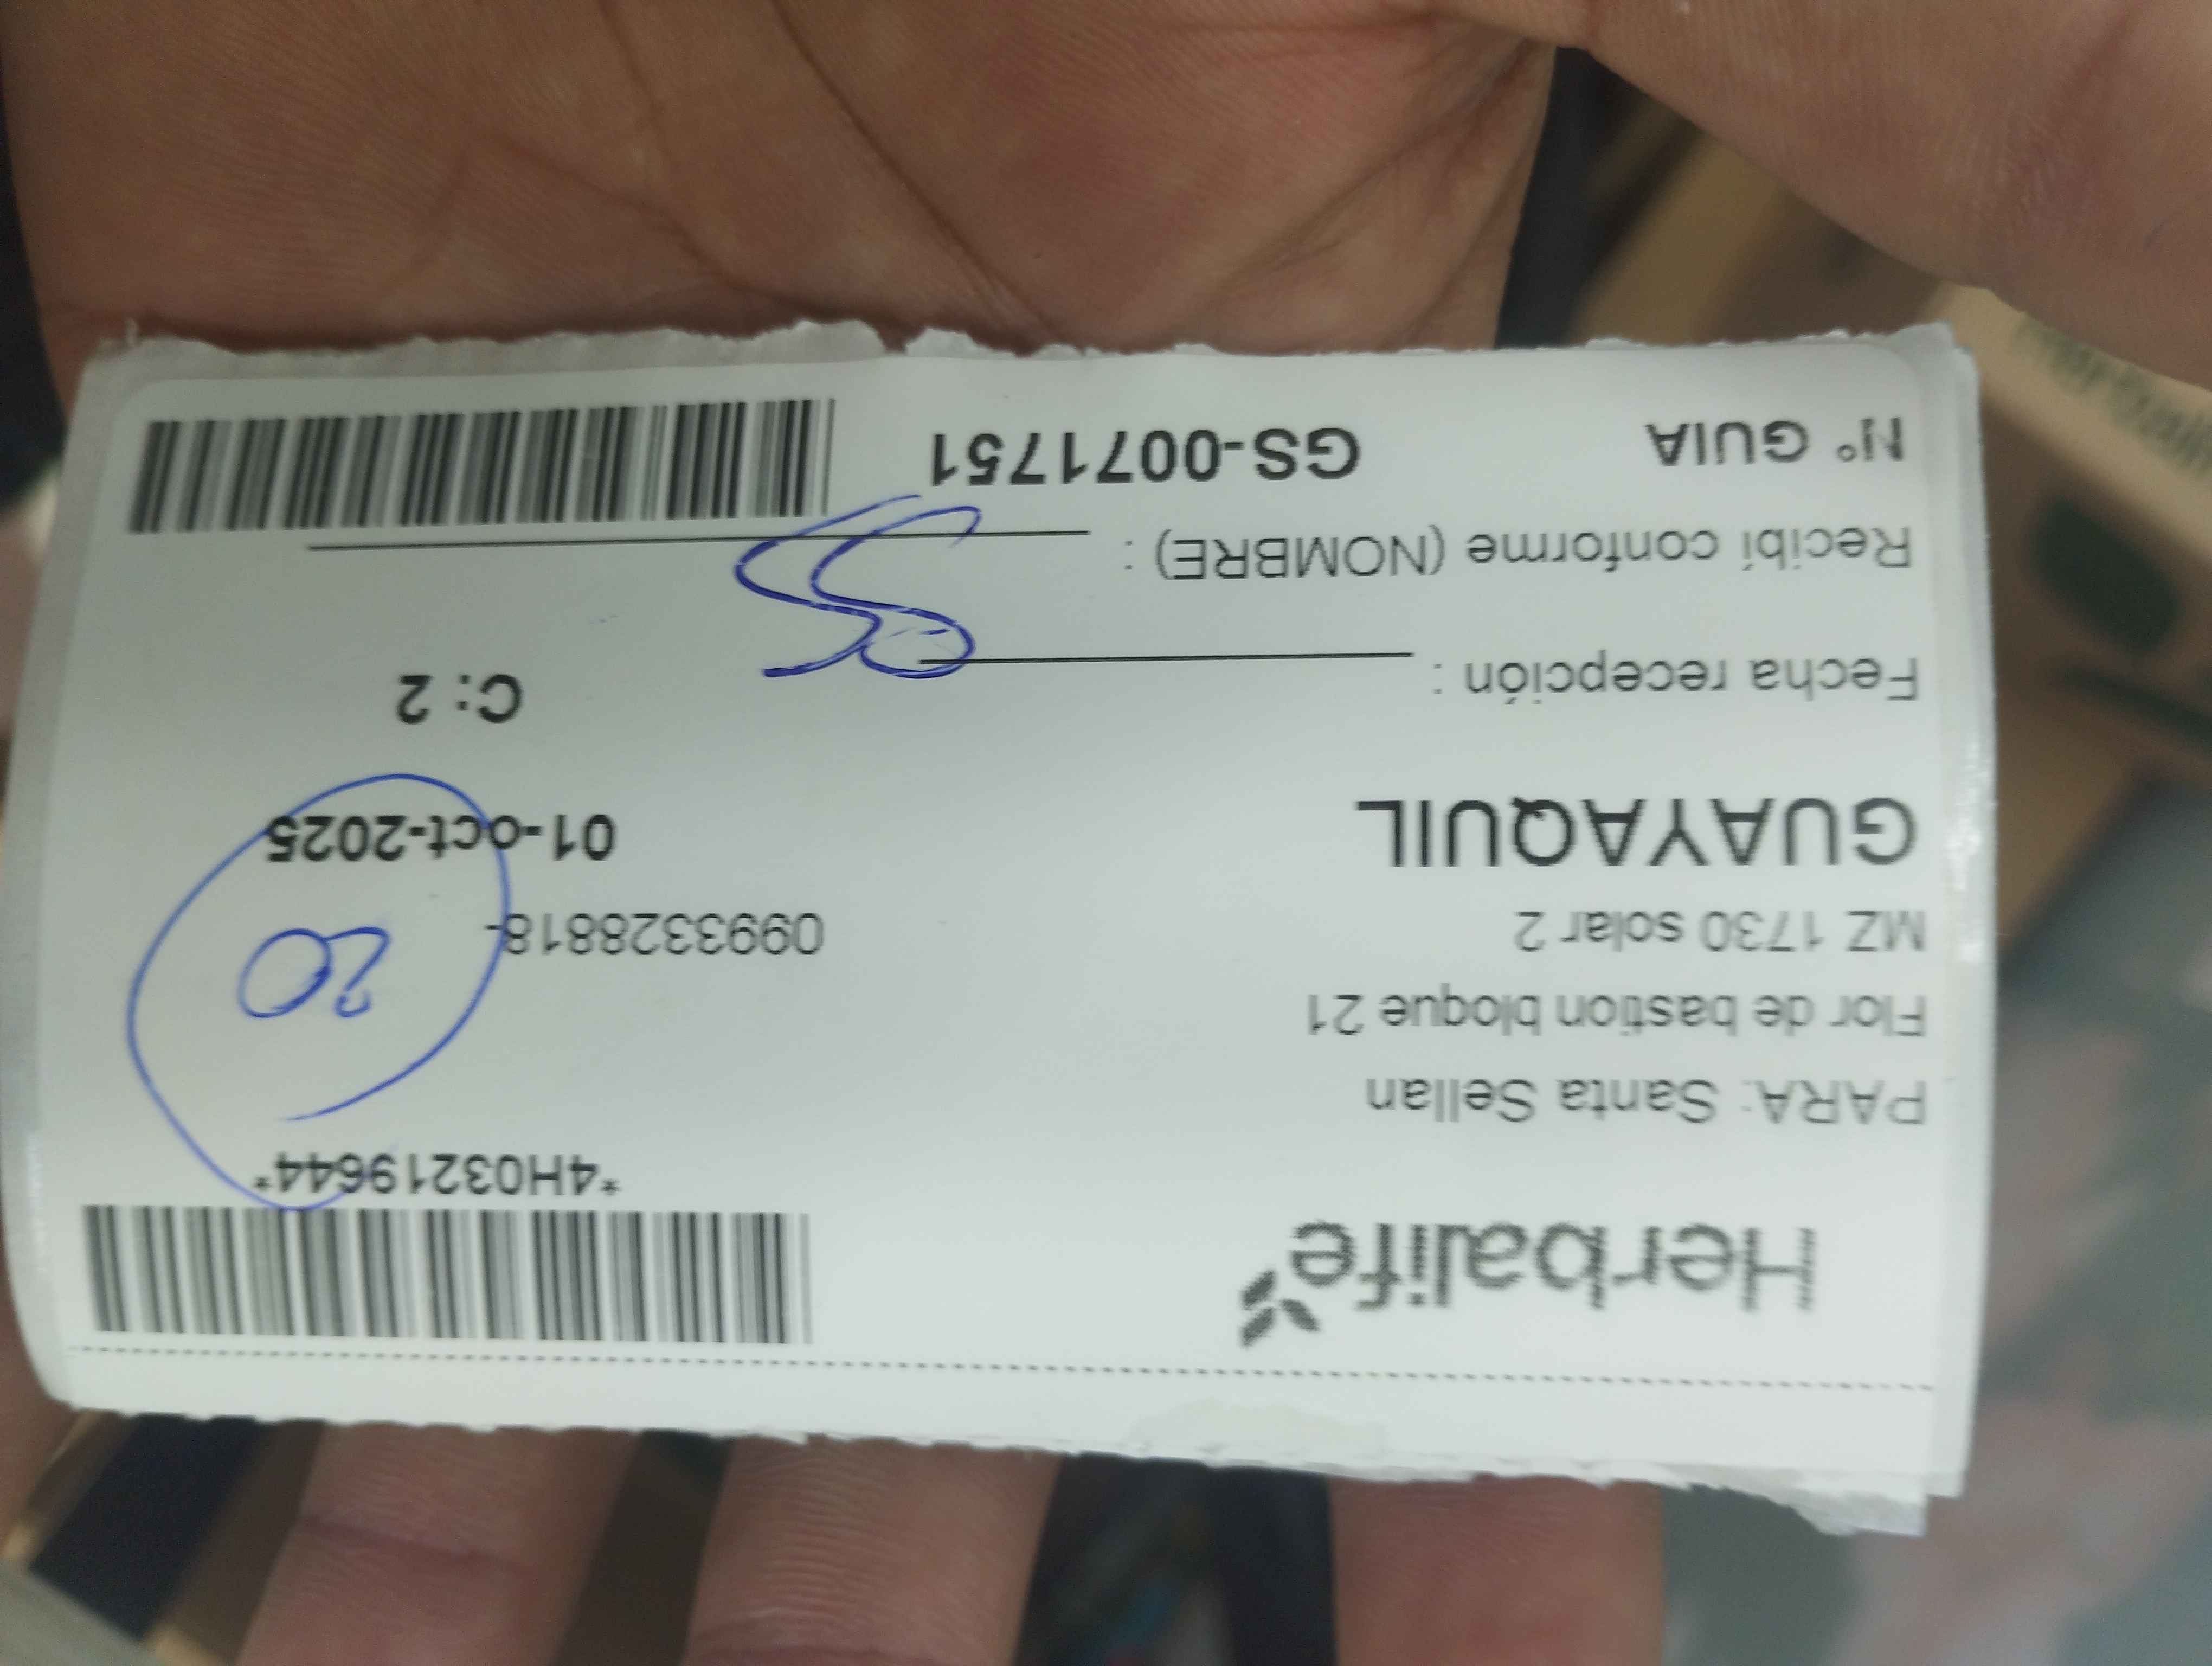 Herbalife
*4H03219644*
PARA: Santa Sellan
Flor de bastion bloque 21
MZ 1730 solar 2
0993328818-
20
GUAYAQUIL
01-oct-2025
C: 2
Fecha recepción :
Recibí conforme (NOMBRE) :
Nº GUIA
GS-0071751